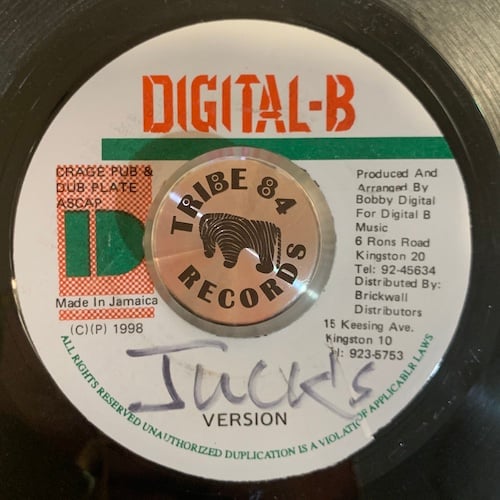 DIGITAL-B
CRAGE PUB &
DUB PLATE
ASCAP
D
Made In Jamaica
(C)(P) 1998
TRIBE 84
RECORDS
Produced And
Arranged By
Bobby Digital
For Digital B
Music
6 Rons Road
Kingston 20
Tel: 92-45634
Distributed By:
Brickwall
Distributors
15 Keesing Ave.
Kingston 10
923-5753
Juck's
VERSION
ALL RIGHTS RESERVED UNAUTHORIZED DUPLICATION IS A VIOLATION OF APPLICABLR LAWS